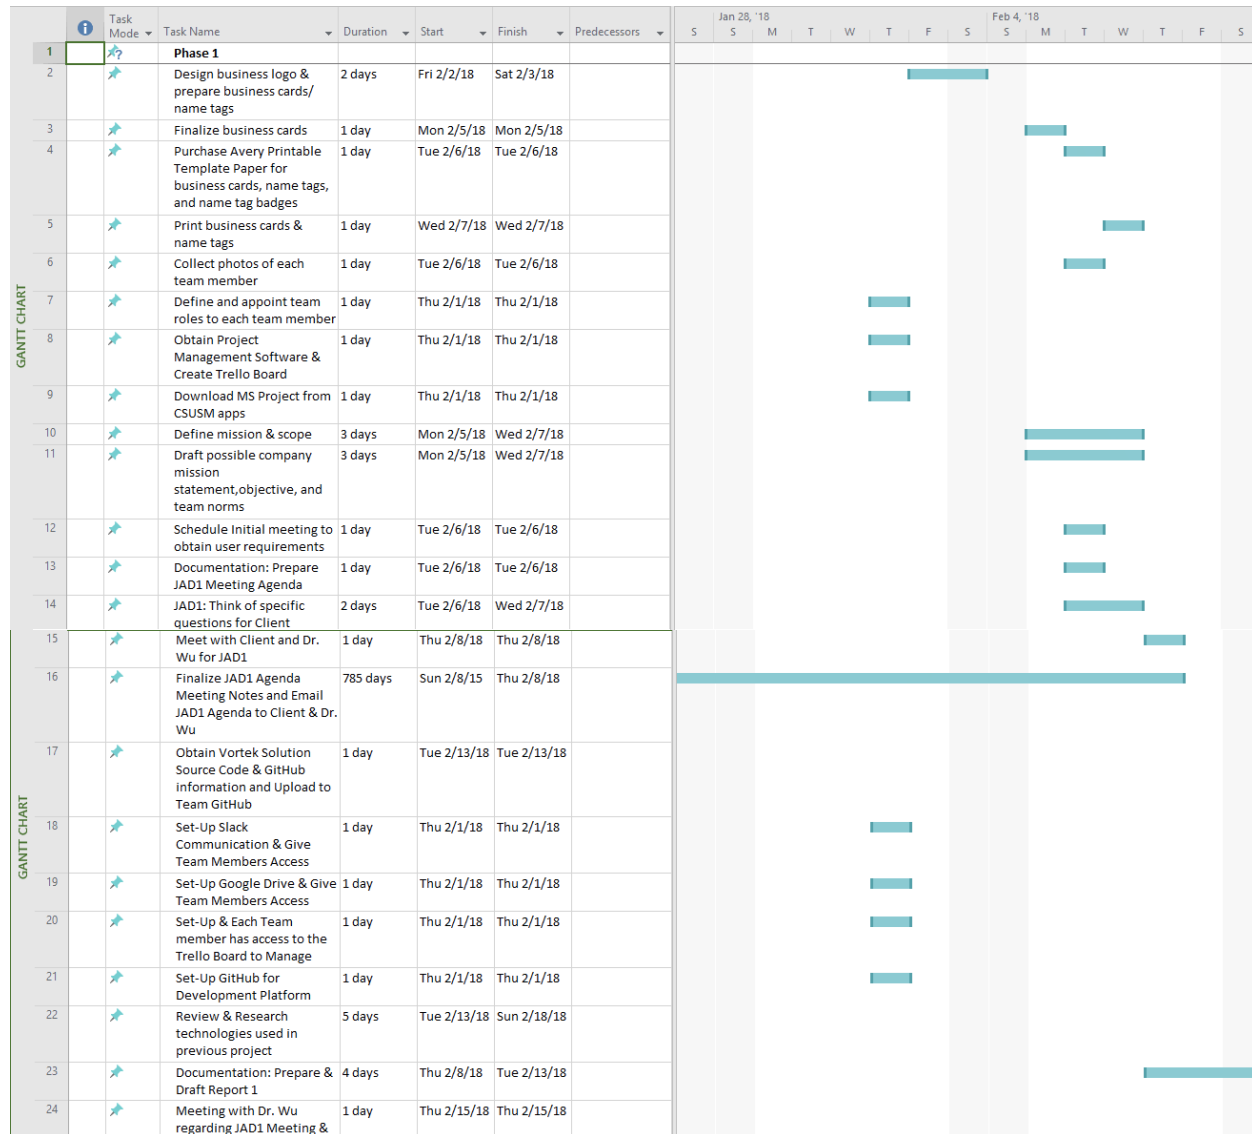 Jan 28, '18 Feb 4, '18
Task
Mode Task Name Duration Start Finish Predecessors S S M T W T F S S M T W T F S
1 Phase 1
2 Design business logo & 2 days Fri 2/2/18 Sat 2/3/18
prepare business cards/
name tags
3 Finalize business cards 1 day Mon 2/5/18 Mon 2/5/18
4 Purchase Avery Printable 1 day Tue 2/6/18 Tue 2/6/18
Template Paper for
business cards, name tags,
and name tag badges
5 Print business cards & 1 day Wed 2/7/18 Wed 2/7/18
name tags
6 Collect photos of each 1 day Tue 2/6/18 Tue 2/6/18
team member
7 Define and appoint team 1 day Thu 2/1/18 Thu 2/1/18
roles to each team member
8 Obtain Project 1 day Thu 2/1/18 Thu 2/1/18
Management Software &
Create Trello Board
9 Download MS Project from 1 day Thu 2/1/18 Thu 2/1/18
CSUSM apps
10 Define mission & scope 3 days Mon 2/5/18 Wed 2/7/18
11 Draft possible company 3 days Mon 2/5/18 Wed 2/7/18
mission
statement,objective, and
team norms
12 Schedule Initial meeting to 1 day Tue 2/6/18 Tue 2/6/18
obtain user requirements
13 Documentation: Prepare 1 day Tue 2/6/18 Tue 2/6/18
JAD1 Meeting Agenda
14 JAD1: Think of specific 2 days Tue 2/6/18 Wed 2/7/18
questions for Client
GANTT CHART
15 Meet with Client and Dr. 1 day Thu 2/8/18 Thu 2/8/18
Wu for JAD1
16 Finalize JAD1 Agenda 785 days Sun 2/8/15 Thu 2/8/18
Meeting Notes and Email
JAD1 Agenda to Client & Dr.
Wu
17 Obtain Vortek Solution 1 day Tue 2/13/18 Tue 2/13/18
Source Code & GitHub
information and Upload to
Team GitHub
18 Set-Up Slack 1 day Thu 2/1/18 Thu 2/1/18
Communication & Give
Team Members Access
19 Set-Up Google Drive & Give 1 day Thu 2/1/18 Thu 2/1/18
Team Members Access
20 Set-Up & Each Team 1 day Thu 2/1/18 Thu 2/1/18
member has access to the
Trello Board to Manage
21 Set-Up GitHub for 1 day Thu 2/1/18 Thu 2/1/18
Development Platform
22 Review & Research 5 days Tue 2/13/18 Sun 2/18/18
technologies used in
previous project
23 Documentation: Prepare & 4 days Thu 2/8/18 Tue 2/13/18
Draft Report 1
24 Meeting with Dr. Wu 1 day Thu 2/15/18 Thu 2/15/18
regarding JAD1 Meeting &
GANTT CHART